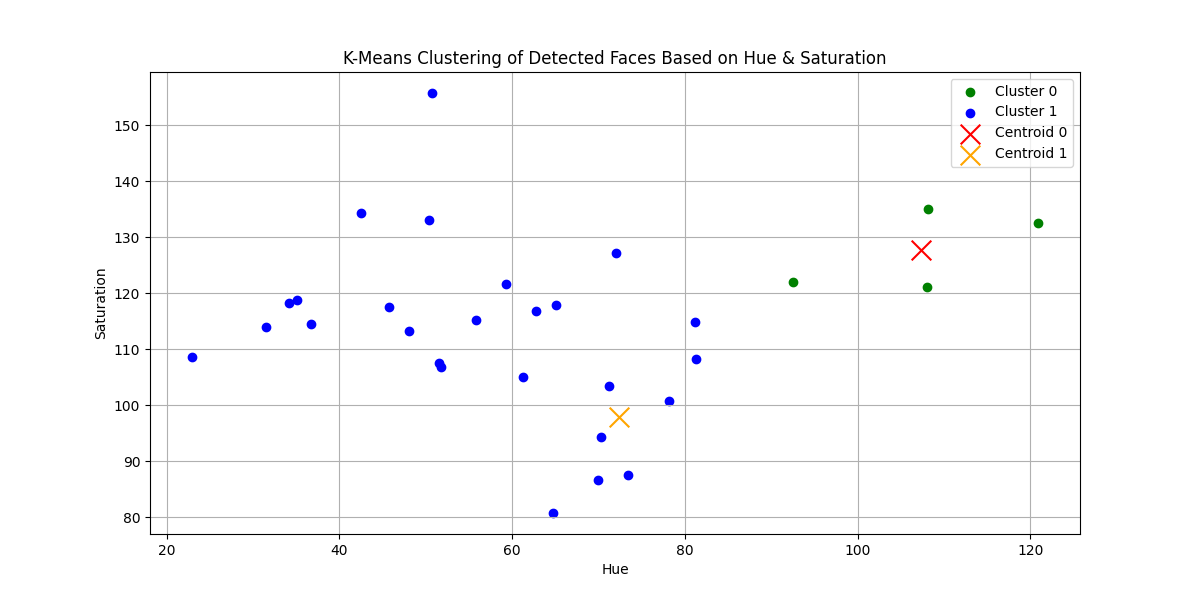 K-Means Clustering of Detected Faces Based on Hue & Saturation
Cluster 0
Cluster 1
Centroid 0
Centroid 1
150
140
130
120
110
100
90
80
Saturation
20 40 60 80 100 120
Hue